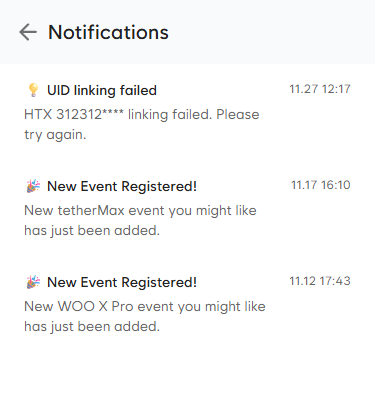 Notifications
UID linking failed
11.27 12:17
HTX 312312**** linking failed. Please
try again.
New Event Registered!
11.17 16:10
New tetherMax event you might like
has just been added.
New Event Registered!
11.12 17:43
New WOO X Pro event you might like
has just been added.